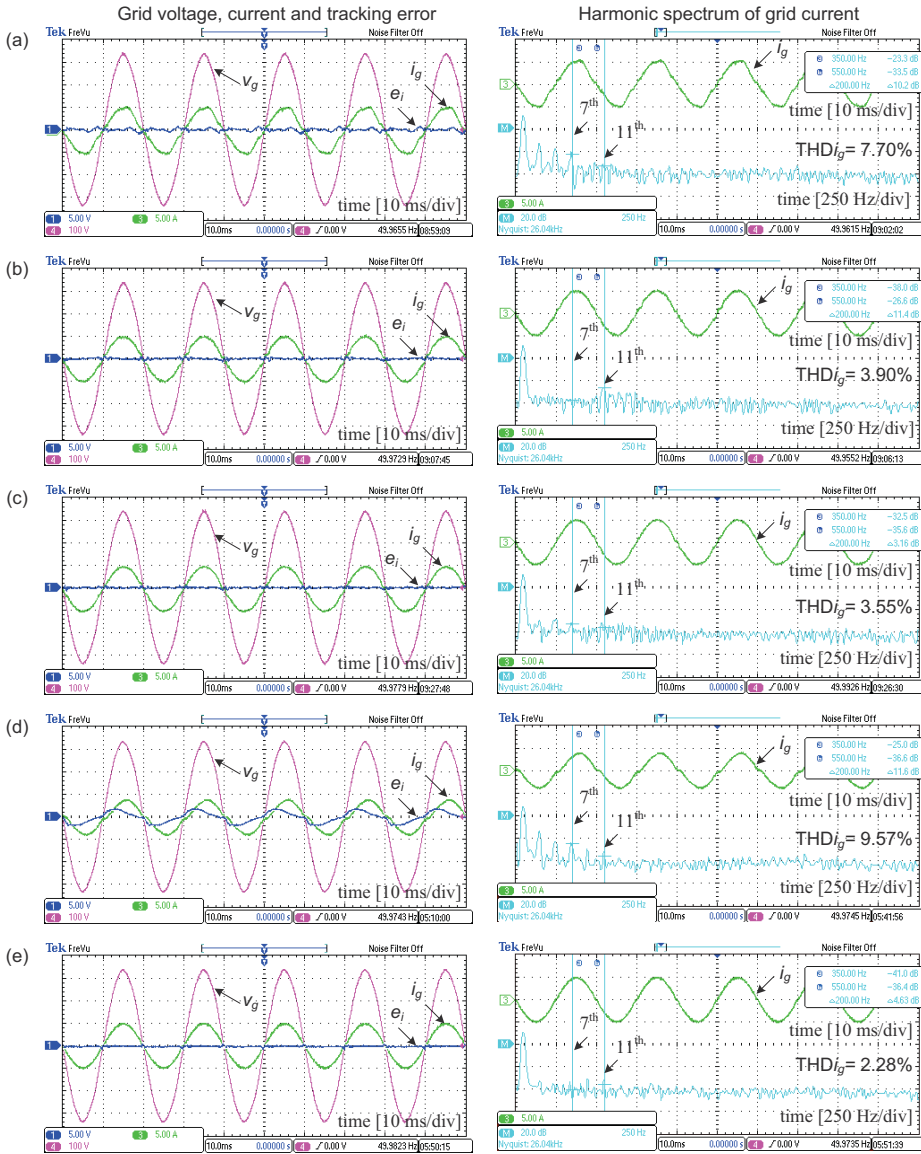 Grid voltage, current and tracking error
Harmonic spectrum of grid current
(a)
Tek FreVu
Noise Filter Off
v_g
i_g
e_i
1
time [10 ms/div]
1 5.00 V 3 5.00 A
4 100 V
10.0ms 0.00000 s 4 ∫ 0.00 V 49.9655 Hz 08:59:09
Tek FreVu
Noise Filter Off
i_g
a 350.00 Hz −23.3 dB
b 550.00 Hz −33.5 dB
△200.00 Hz △10.2 dB
3
time [10 ms/div]
7th
11th
M
THDi_g = 7.70%
time [250 Hz/div]
3 5.00 A
M 20.0 dB 250 Hz
Nyquist: 26.04kHz
10.0ms 0.00000 s 4 ∫ 0.00 V 49.9615 Hz 09:02:02
(b)
Tek FreVu
Noise Filter Off
v_g
i_g
e_i
1
time [10 ms/div]
1 5.00 V 3 5.00 A
4 100 V
10.0ms 0.00000 s 4 ∫ 0.00 V 49.9729 Hz 09:07:45
Tek FreVu
Noise Filter Off
i_g
a 350.00 Hz −38.0 dB
b 550.00 Hz −26.6 dB
△200.00 Hz △11.4 dB
3
time [10 ms/div]
7th
11th
M
THDi_g = 3.90%
time [250 Hz/div]
3 5.00 A
M 20.0 dB 250 Hz
Nyquist: 26.04kHz
10.0ms 0.00000 s 4 ∫ 0.00 V 49.9552 Hz 09:06:13
(c)
Tek FreVu
Noise Filter Off
v_g
i_g
e_i
1
time [10 ms/div]
1 5.00 V 3 5.00 A
4 100 V
10.0ms 0.00000 s 4 ∫ 0.00 V 49.9779 Hz 09:27:48
Tek FreVu
Noise Filter Off
i_g
a 350.00 Hz −32.5 dB
b 550.00 Hz −35.6 dB
△200.00 Hz △3.16 dB
3
time [10 ms/div]
7th
11th
M
THDi_g = 3.55%
time [250 Hz/div]
3 5.00 A
M 20.0 dB 250 Hz
Nyquist: 26.04kHz
10.0ms 0.00000 s 4 ∫ 0.00 V 49.9926 Hz 09:26:30
(d)
Tek FreVu
Noise Filter Off
v_g
i_g
e_i
1
time [10 ms/div]
1 5.00 V 3 5.00 A
4 100 V
10.0ms 0.00000 s 4 ∫ 0.00 V 49.9743 Hz 05:10:00
Tek FreVu
Noise Filter Off
i_g
a 350.00 Hz −25.0 dB
b 550.00 Hz −36.6 dB
△200.00 Hz △11.6 dB
3
time [10 ms/div]
7th
11th
M
THDi_g = 9.57%
time [250 Hz/div]
3 5.00 A
M 20.0 dB 250 Hz
Nyquist: 26.04kHz
10.0ms 0.00000 s 4 ∫ 0.00 V 49.9745 Hz 05:41:56
(e)
Tek FreVu
Noise Filter Off
v_g
i_g
e_i
1
time [10 ms/div]
1 5.00 V 3 5.00 A
4 100 V
10.0ms 0.00000 s 4 ∫ 0.00 V 49.9823 Hz 05:50:15
Tek FreVu
Noise Filter Off
i_g
a 350.00 Hz −41.0 dB
b 550.00 Hz −36.4 dB
△200.00 Hz △4.63 dB
3
time [10 ms/div]
7th
11th
M
THDi_g = 2.28%
time [250 Hz/div]
3 5.00 A
M 20.0 dB 250 Hz
Nyquist: 26.04kHz
10.0ms 0.00000 s 4 ∫ 0.00 V 49.9735 Hz 05:51:39